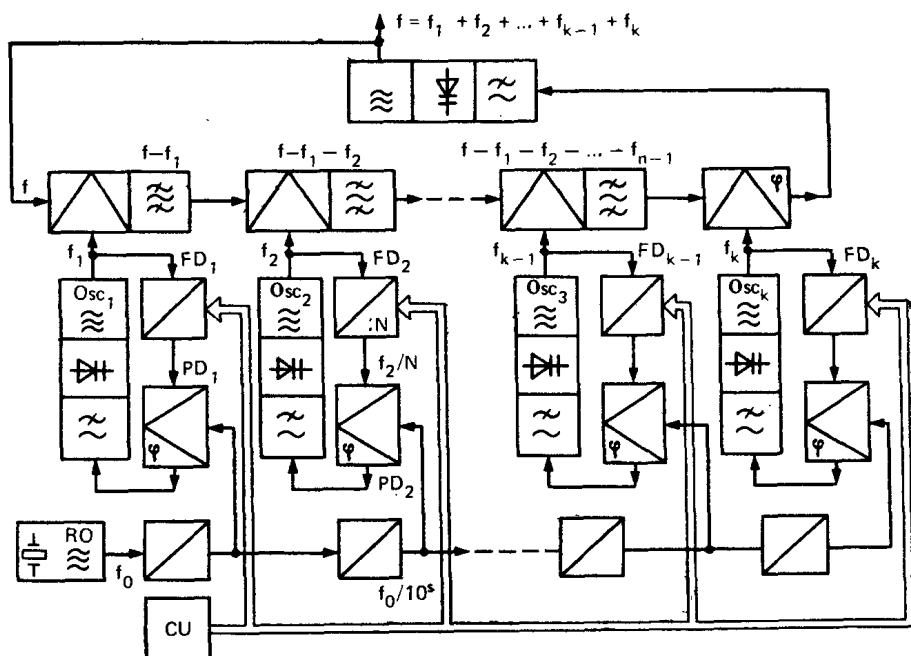 f = f₁ + f₂ + ... + fₖ₋₁ + fₖ
f–f₁
f–f₁ – f₂
f – f₁ – f₂ – ... – fₙ₋₁
f
φ
f₁
FD₁
f₂
FD₂
fₖ₋₁
FDₖ₋₁
fₖ
FDₖ
Osc₁
Osc₂
:N
Osc₃
Oscₖ
PD₁
f₂/N
φ
φ
φ
φ
PD₂
RO
f₀
f₀/10ˢ
CU